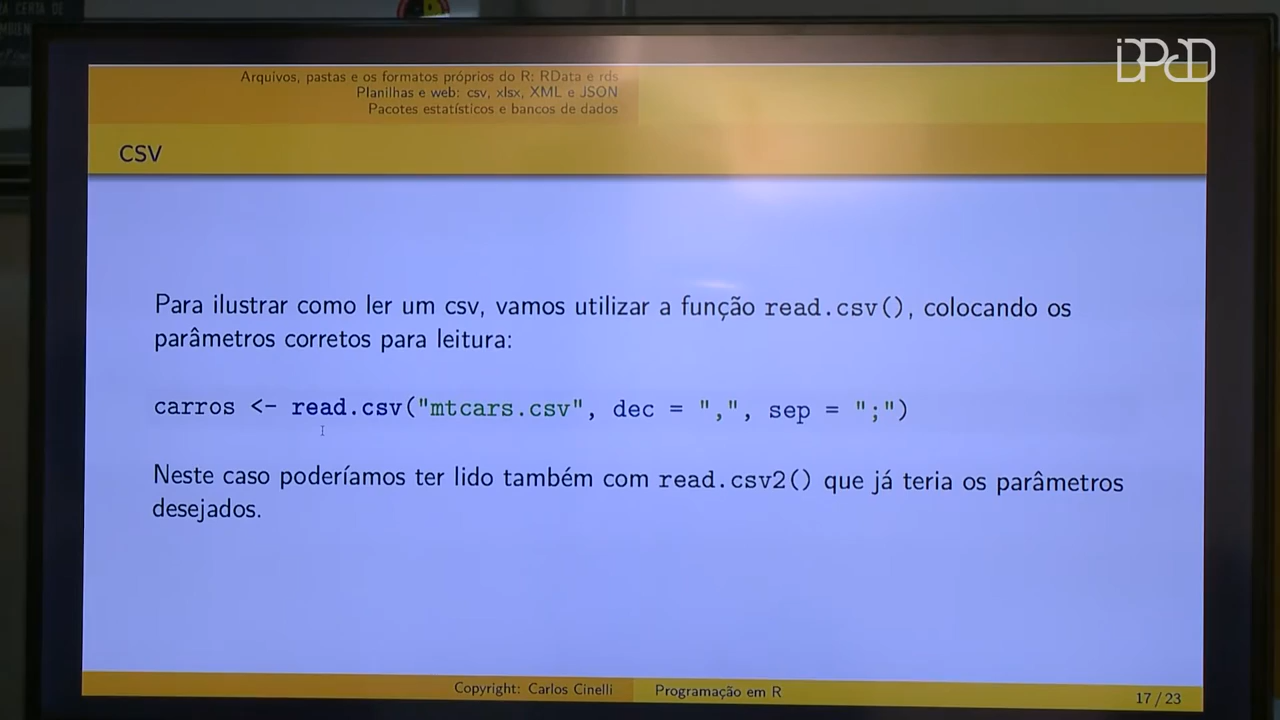 IDPdD
Arquivos, pastas e os formatos próprios do R: RData e rds
Planilhas e web: csv, xlsx, XML e JSON
Pacotes estatísticos e bancos de dados
CSV
Para ilustrar como ler um csv, vamos utilizar a função read.csv(), colocando os
parâmetros corretos para leitura:
carros <- read.csv("mtcars.csv", dec = ",", sep = ";")
Neste caso poderíamos ter lido também com read.csv2() que já teria os parâmetros
desejados.
Copyright: Carlos Cinelli
Programação em R
17 / 23